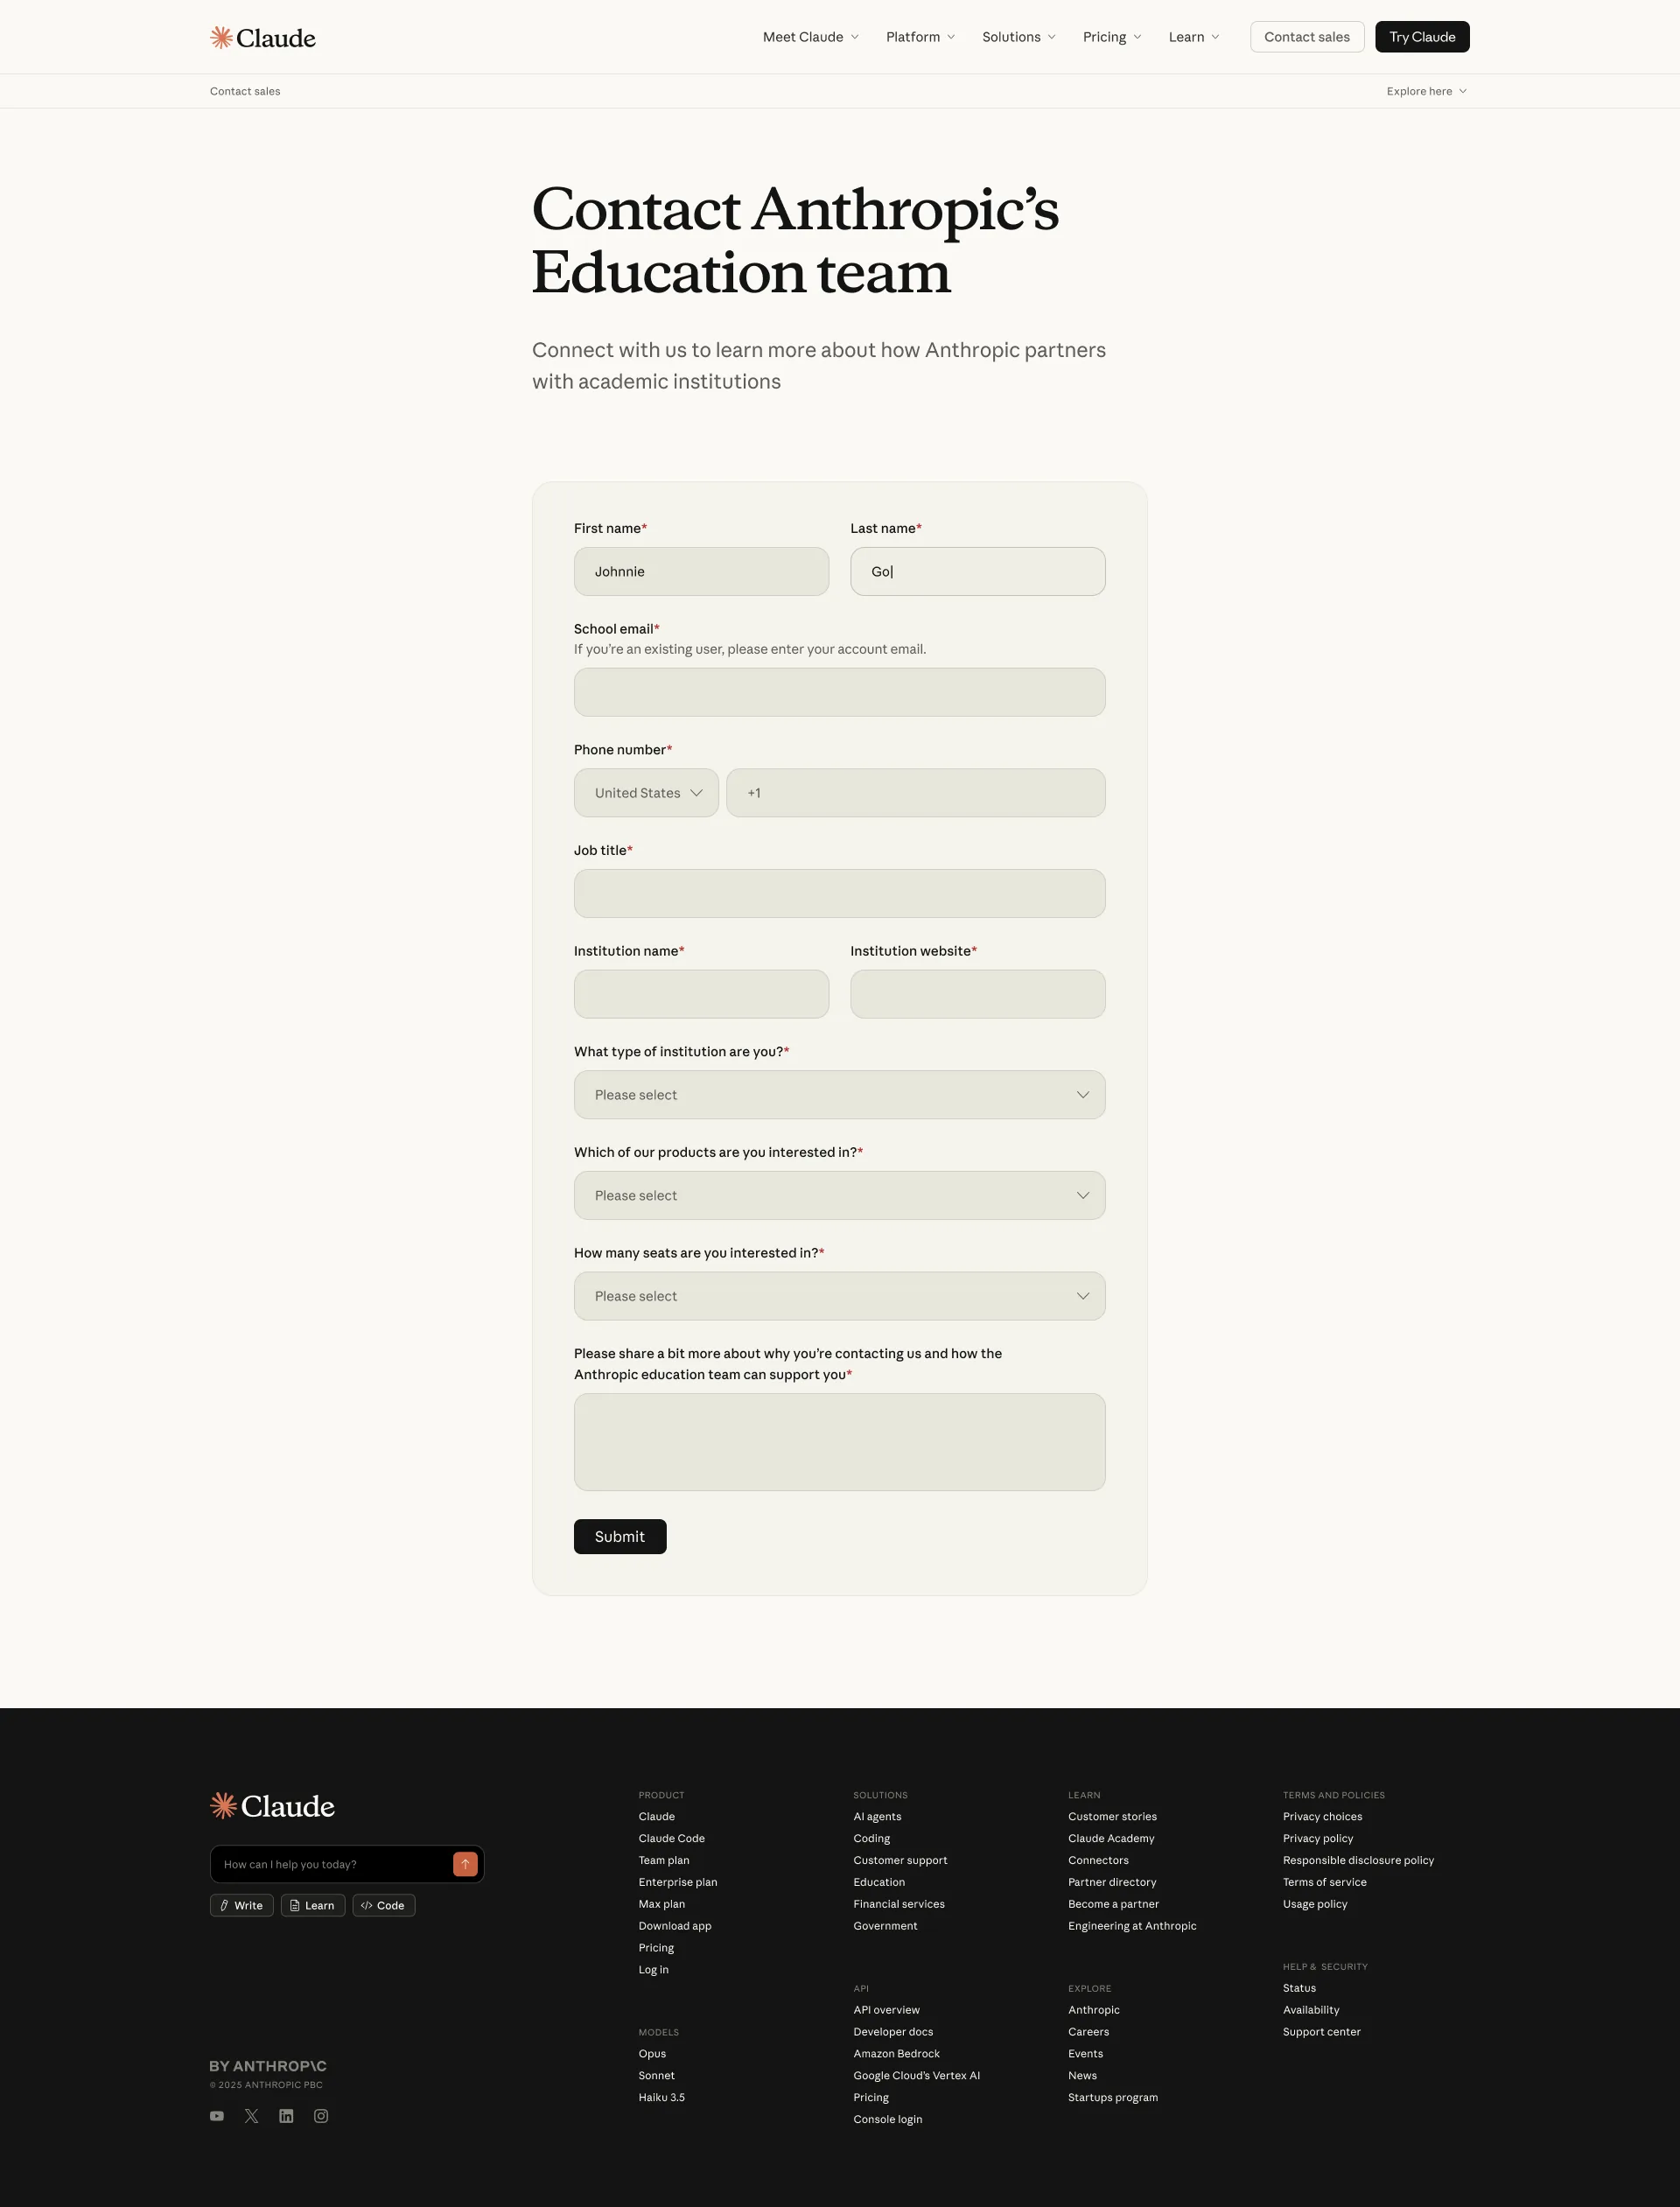 Claude
Meet Claude Platform Solutions Pricing Learn Contact sales Try Claude
Contact sales Explore here
Contact Anthropic’s
Education team
Connect with us to learn more about how Anthropic partners
with academic institutions
First name* Last name*
Johnnie Go
School email*
If you’re an existing user, please enter your account email.
Phone number*
United States +1
Job title*
Institution name* Institution website*
What type of institution are you?*
Please select
Which of our products are you interested in?*
Please select
How many seats are you interested in?*
Please select
Please share a bit more about why you’re contacting us and how the
Anthropic education team can support you*
Submit
Claude
How can I help you today?
Write Learn Code
BY ANTHROP\C
© 2025 ANTHROPIC PBC
PRODUCT
Claude
Claude Code
Team plan
Enterprise plan
Max plan
Download app
Pricing
Log in
MODELS
Opus
Sonnet
Haiku 3.5
SOLUTIONS
AI agents
Coding
Customer support
Education
Financial services
Government
API
API overview
Developer docs
Amazon Bedrock
Google Cloud’s Vertex AI
Pricing
Console login
LEARN
Customer stories
Claude Academy
Connectors
Partner directory
Become a partner
Engineering at Anthropic
EXPLORE
Anthropic
Careers
Events
News
Startups program
TERMS AND POLICIES
Privacy choices
Privacy policy
Responsible disclosure policy
Terms of service
Usage policy
HELP & SECURITY
Status
Availability
Support center